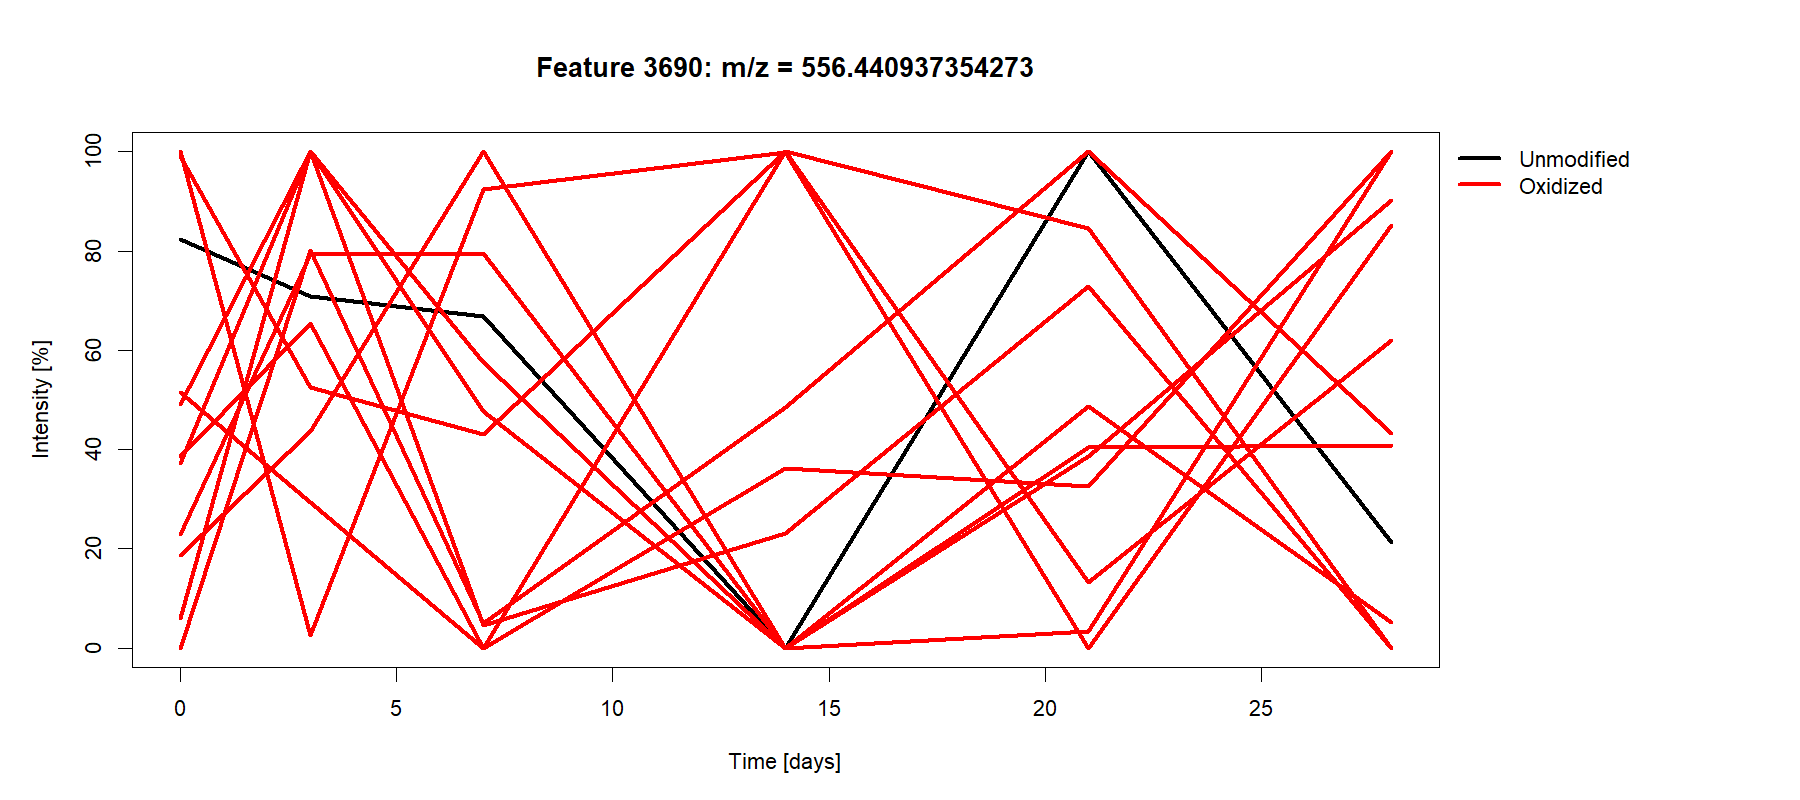 Feature 3690: m/z = 556.440937354273
Unmodified
Oxidized
Intensity [%]
100
80
60
40
20
0
0 5 10 15 20 25
Time [days]